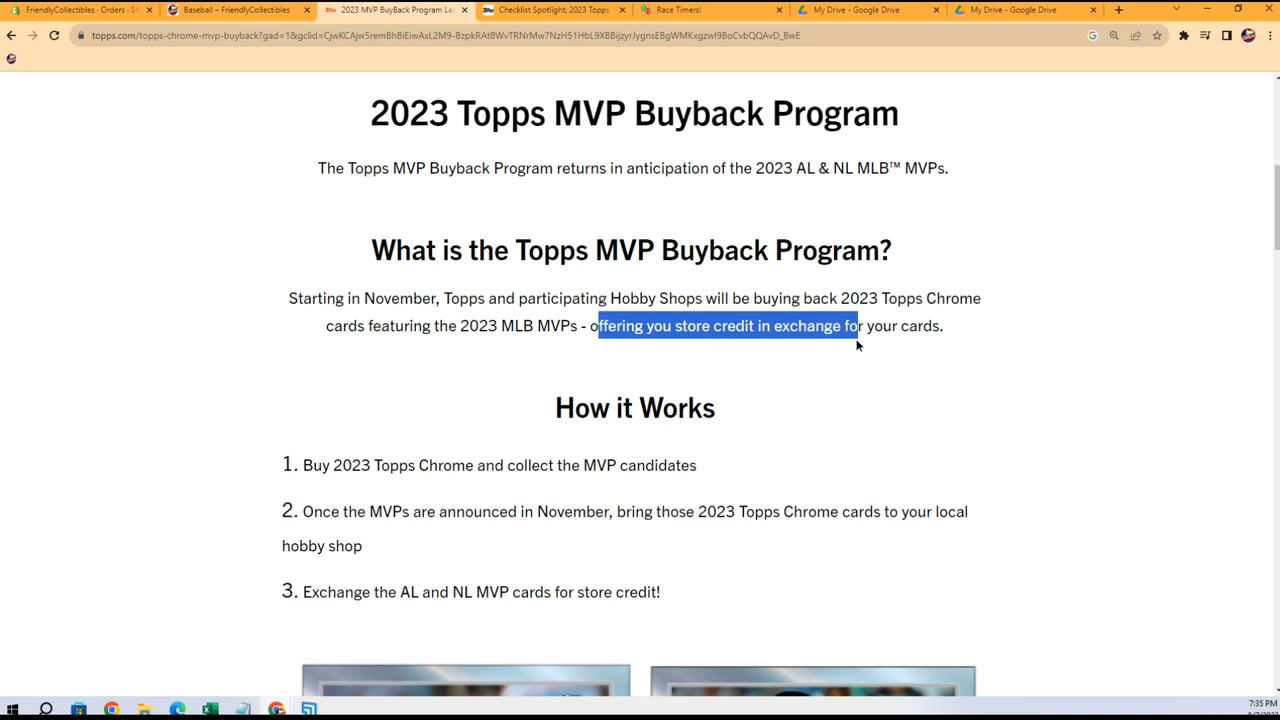 FriendlyCollectibles - Orders - Sh
Baseball – FriendlyCollectibles
2023 MVP BuyBack Program La
Checklist Spotlight: 2023 Topps
Race Timers!
My Drive - Google Drive
My Drive - Google Drive
2023 Topps MVP Buyback Program
The Topps MVP Buyback Program returns in anticipation of the 2023 AL & NL MLB™ MVPs.
What is the Topps MVP Buyback Program?
Starting in November, Topps and participating Hobby Shops will be buying back 2023 Topps Chrome
cards featuring the 2023 MLB MVPs - offering you store credit in exchange for your cards.
How it Works
1. Buy 2023 Topps Chrome and collect the MVP candidates
2. Once the MVPs are announced in November, bring those 2023 Topps Chrome cards to your local
hobby shop
3. Exchange the AL and NL MVP cards for store credit!
7:35 PM